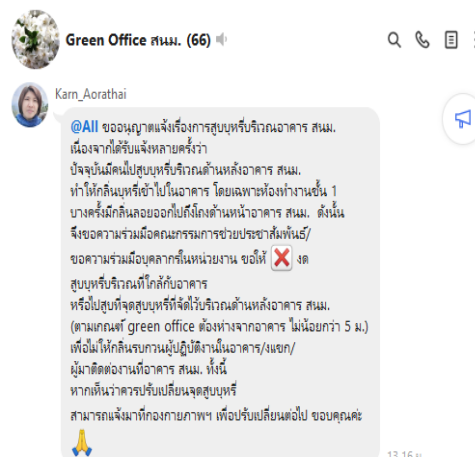 Green Office สนม. (66)
Karn_Aorathai
@All ขออนุญาตแจ้งเรื่องการสูบบุหรี่บริเวณอาคาร สนม.
เนื่องจากได้รับแจ้งหลายครั้งว่า
ปัจจุบันมีคนไปสูบบุหรี่บริเวณด้านหลังอาคาร สนม.
ทำให้กลิ่นบุหรี่เข้าไปในอาคาร โดยเฉพาะห้องทำงานชั้น 1
บางครั้งมีกลิ่นลอยออกไปถึงโถงด้านหน้าอาคาร สนม. ดังนั้น
จึงขอความร่วมมือคณะกรรมการช่วยประชาสัมพันธ์/
ขอความร่วมมือบุคลากรในหน่วยงาน ขอให้ ❌ งด
สูบบุหรี่บริเวณที่ใกล้กับอาคาร
หรือไปสูบที่จุดสูบบุหรี่ที่จัดไว้บริเวณด้านหลังอาคาร สนม.
(ตามเกณฑ์ green office ต้องห่างจากอาคาร ไม่น้อยกว่า 5 ม.)
เพื่อไม่ให้กลิ่นรบกวนผู้ปฏิบัติงานในอาคาร/งแขก/
ผู้มาติดต่องานที่อาคาร สนม. ทั้งนี้
หากเห็นว่าควรปรับเปลี่ยนจุดสูบบุหรี่
สามารถแจ้งมาที่กองกายภาพฯ เพื่อปรับเปลี่ยนต่อไป ขอบคุณค่ะ
🙏
13.16 น.